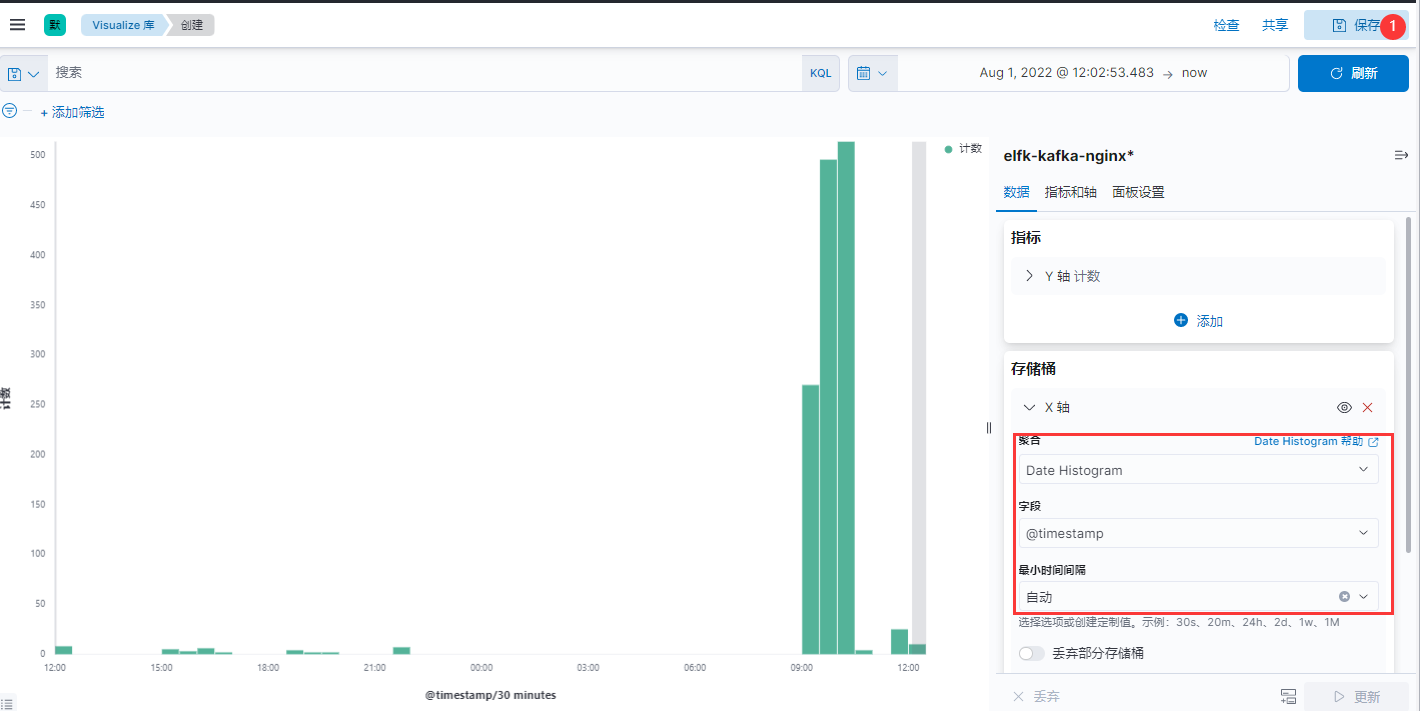 默 Visualize 库 创建 检查 共享 保存 1
搜索 KQL Aug 1, 2022 @ 12:02:53.483 → now 刷新
+ 添加筛选
计数
500
450
400
350
300
250
200
150
100
50
0
计数
12:00 15:00 18:00 21:00 00:00 03:00 06:00 09:00 12:00
@timestamp/30 minutes
elfk-kafka-nginx*
数据 指标和轴 面板设置
指标
Y 轴 计数
添加
存储桶
X 轴
聚合 Date Histogram 帮助
Date Histogram
字段
@timestamp
最小时间间隔
自动
选择选项或创建定制值。示例：30s、20m、24h、2d、1w、1M
丢弃部分存储桶
丢弃 更新